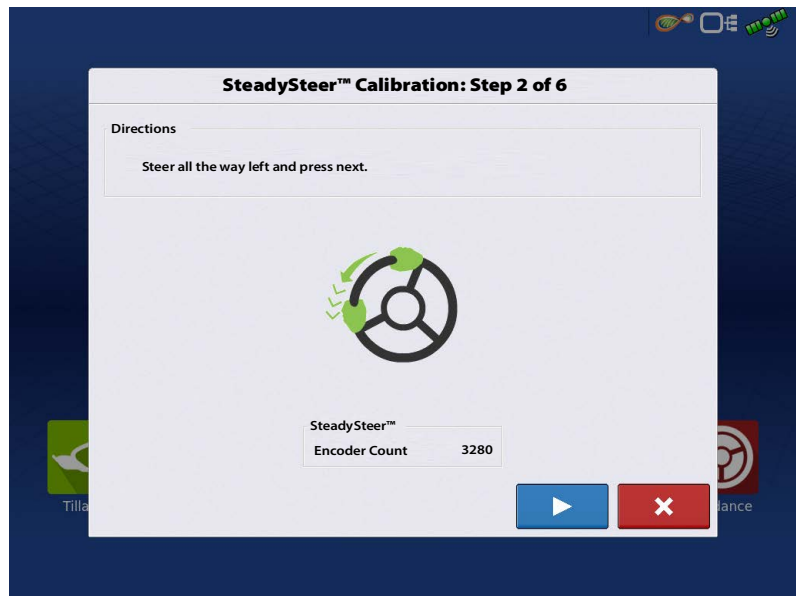 SteadySteer™ Calibration: Step 2 of 6
Directions
Steer all the way left and press next.
SteadySteer™
Encoder Count 3280
Tilla
dance